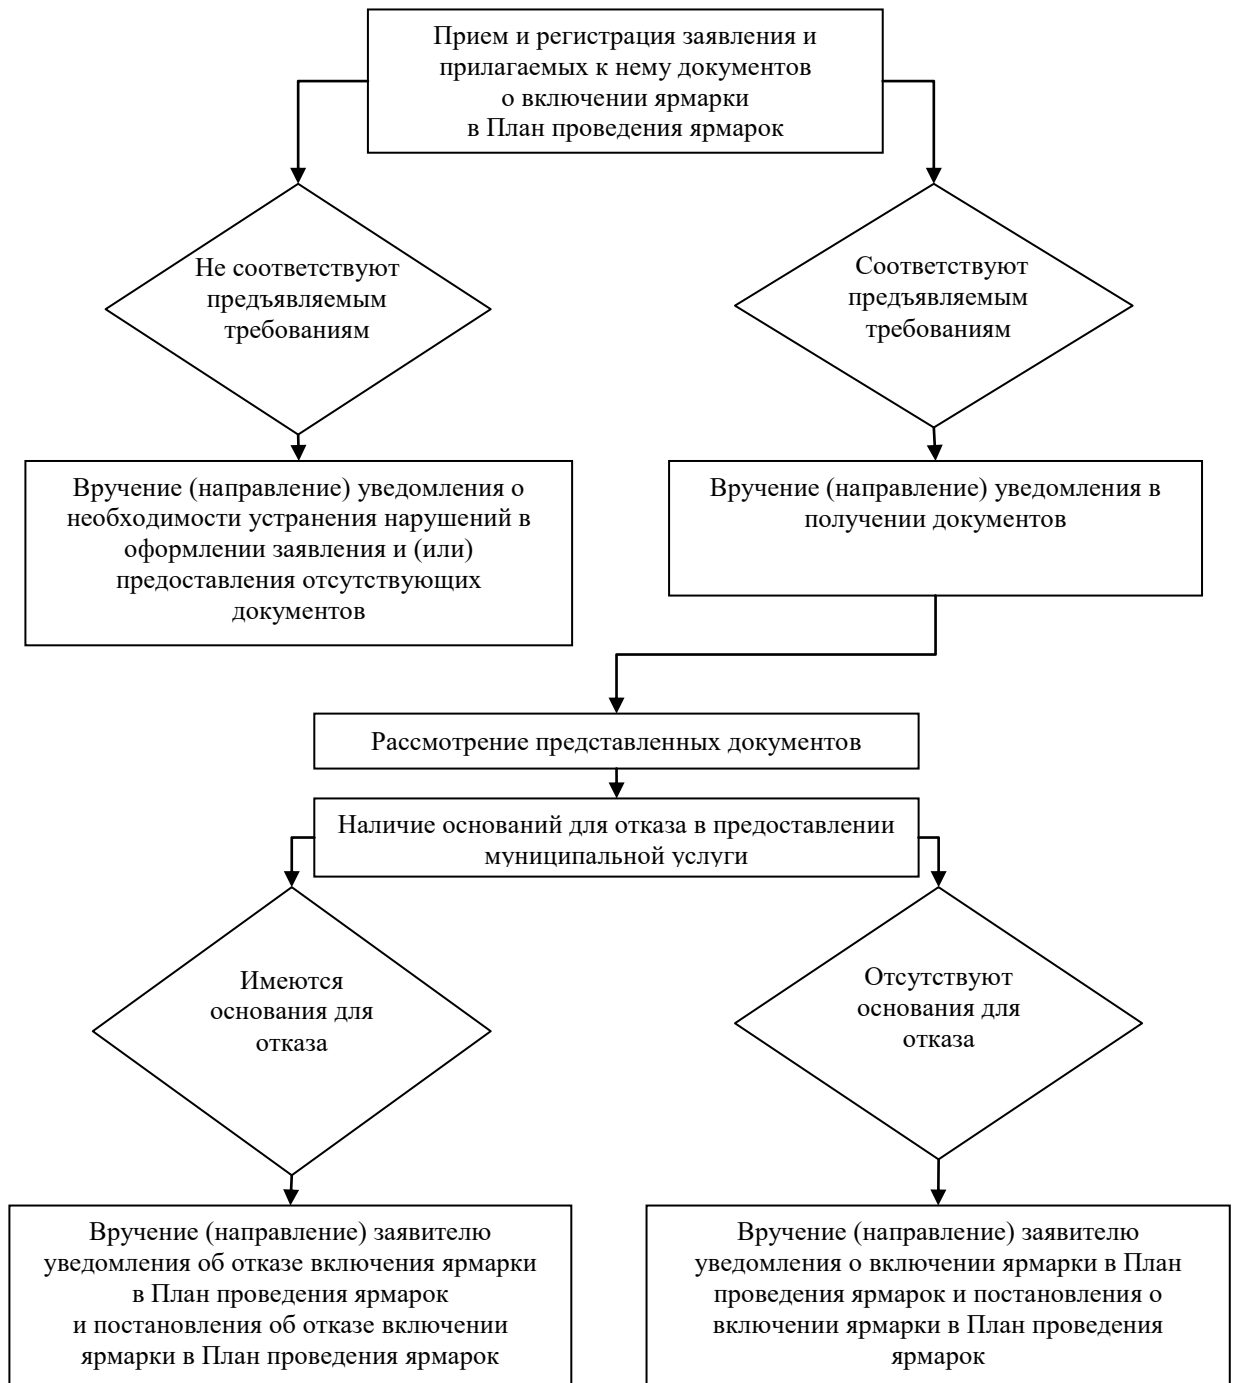 Прием и регистрация заявления и
прилагаемых к нему документов
о включении ярмарки
в План проведения ярмарок
Не соответствуют
предъявляемым
требованиям
Соответствуют
предъявляемым
требованиям
Вручение (направление) уведомления о
необходимости устранения нарушений в
оформлении заявления и (или)
предоставления отсутствующих
документов
Вручение (направление) уведомления в
получении документов
Рассмотрение представленных документов
Наличие оснований для отказа в предоставлении
муниципальной услуги
Имеются
основания для
отказа
Отсутствуют
основания для
отказа
Вручение (направление) заявителю
уведомления об отказе включения ярмарки
в План проведения ярмарок
и постановления об отказе включении
ярмарки в План проведения ярмарок
Вручение (направление) заявителю
уведомления о включении ярмарки в План
проведения ярмарок и постановления о
включении ярмарки в План проведения
ярмарок